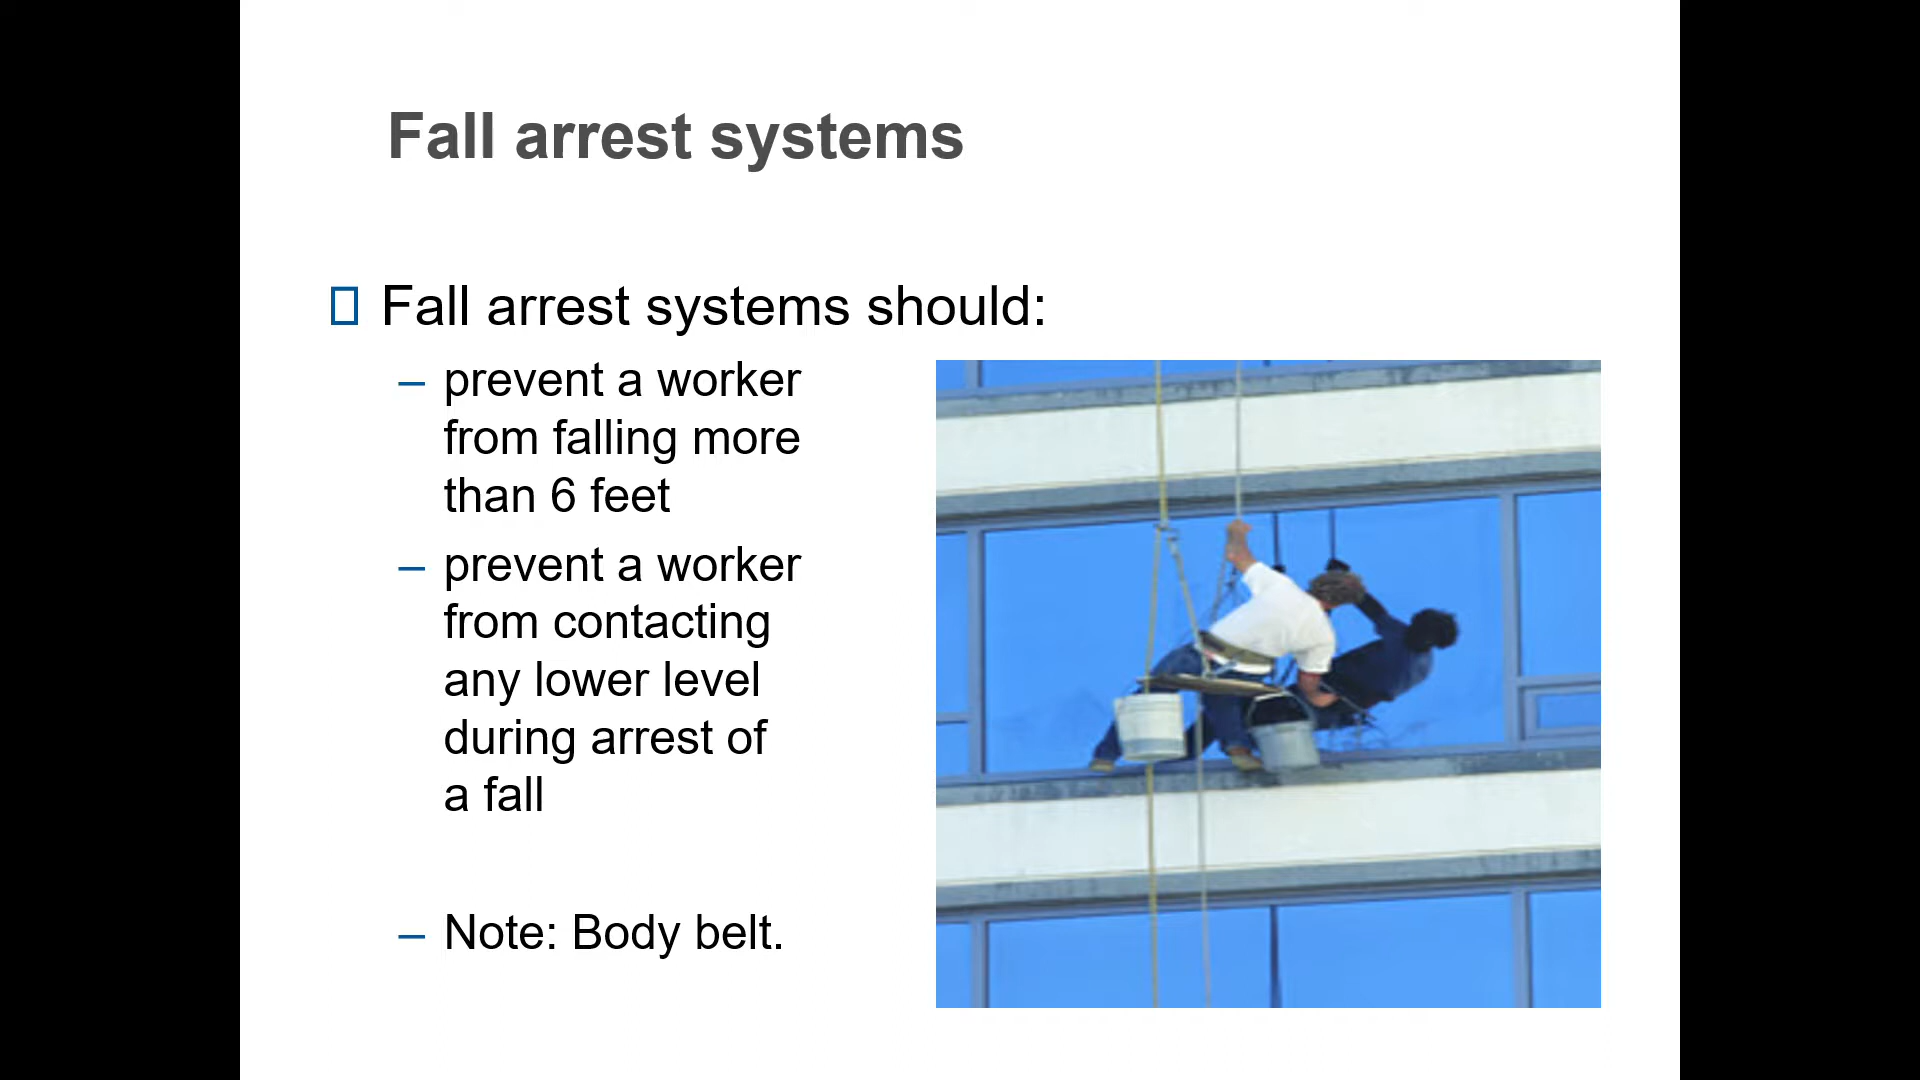 Fall arrest systems
Fall arrest systems should:
– prevent a worker
from falling more
than 6 feet
– prevent a worker
from contacting
any lower level
during arrest of
a fall
– Note: Body belt.